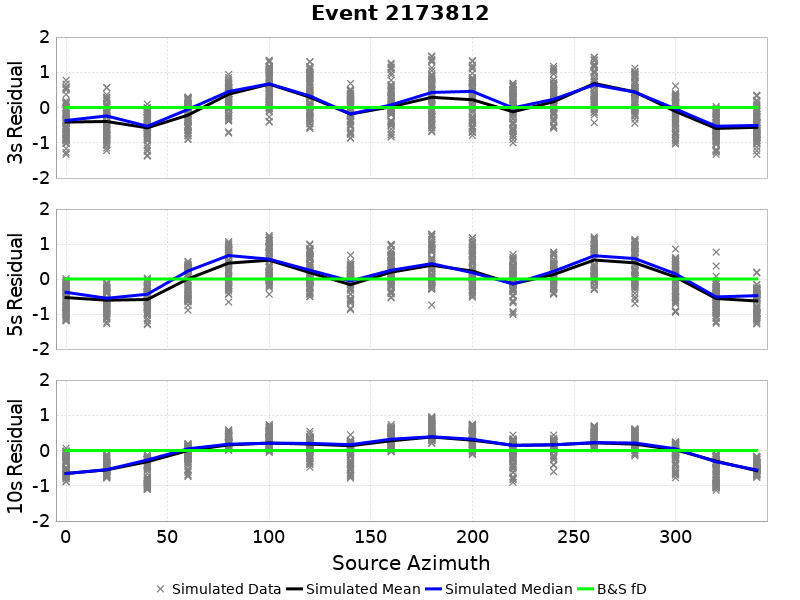 Event 2173812
3s Residual
2
1
0
-1
-2
5s Residual
2
1
0
-1
-2
10s Residual
2
1
0
-1
-2
0 50 100 150 200 250 300
Source Azimuth
Simulated Data Simulated Mean Simulated Median B&S fD